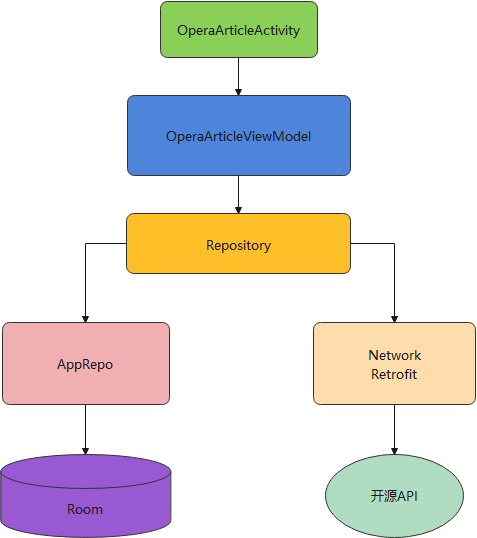 OperaArticleActivity
OperaArticleViewModel
Repository
AppRepo
Network
Retrofit
Room
开源API